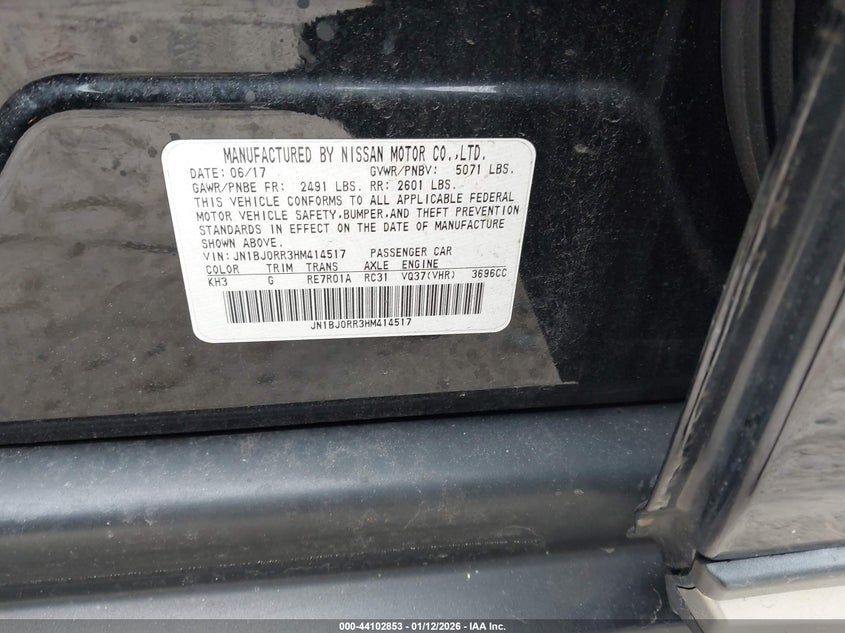 MANUFACTURED BY NISSAN MOTOR CO.,LTD.
DATE: 06/17 GVWR/PNBV: 5071 LBS.
GAWR/PNBE FR: 2491 LBS. RR: 2601 LBS.
THIS VEHICLE CONFORMS TO ALL APPLICABLE FEDERAL
MOTOR VEHICLE SAFETY,BUMPER,AND THEFT PREVENTION
STANDARDS IN EFFECT ON THE DATE OF MANUFACTURE
SHOWN ABOVE.
VIN: JN1BJ0RR3HM414517 PASSENGER CAR
COLOR TRIM TRANS AXLE ENGINE
KH3 G RE7R01A RC31 VQ37(VHR) 3696CC
JN1BJ0RR3HM414517
000-44102853 - 01/12/2026 - IAA Inc.